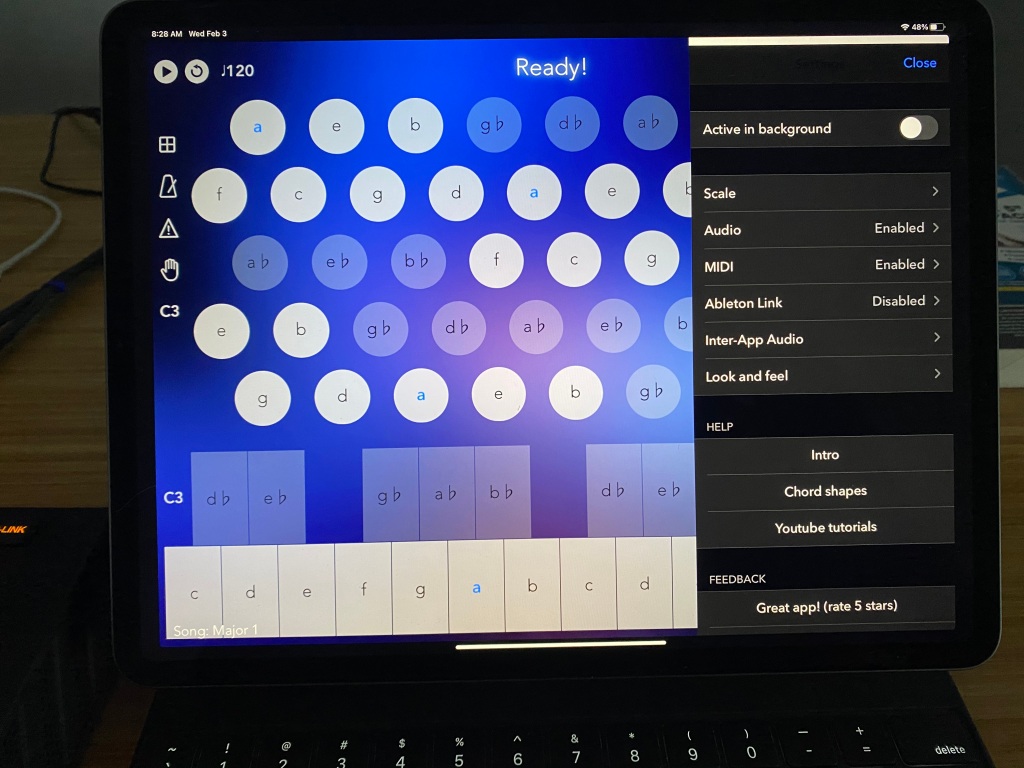 8:28 AM Wed Feb 3
48%
♩120
Ready!
Close
a e b g♭ d♭ a♭
Active in background
f c g d a e b
Scale
a♭ e♭ b♭ f c g
Audio Enabled
MIDI Enabled
C3
e b g♭ d♭ a♭ e♭ b
Ableton Link Disabled
Inter-App Audio
g d a e b g♭
Look and feel
HELP
Intro
C3
d♭ e♭ g♭ a♭ b♭ d♭ e♭
Chord shapes
Youtube tutorials
FEEDBACK
c d e f g a b c d
Great app! (rate 5 stars)
Song: Major 1
-LINK
~ ! @ # $ % ^ & * ( ) — +
` 1 2 3 4 5 6 7 8 9 0 - = delete